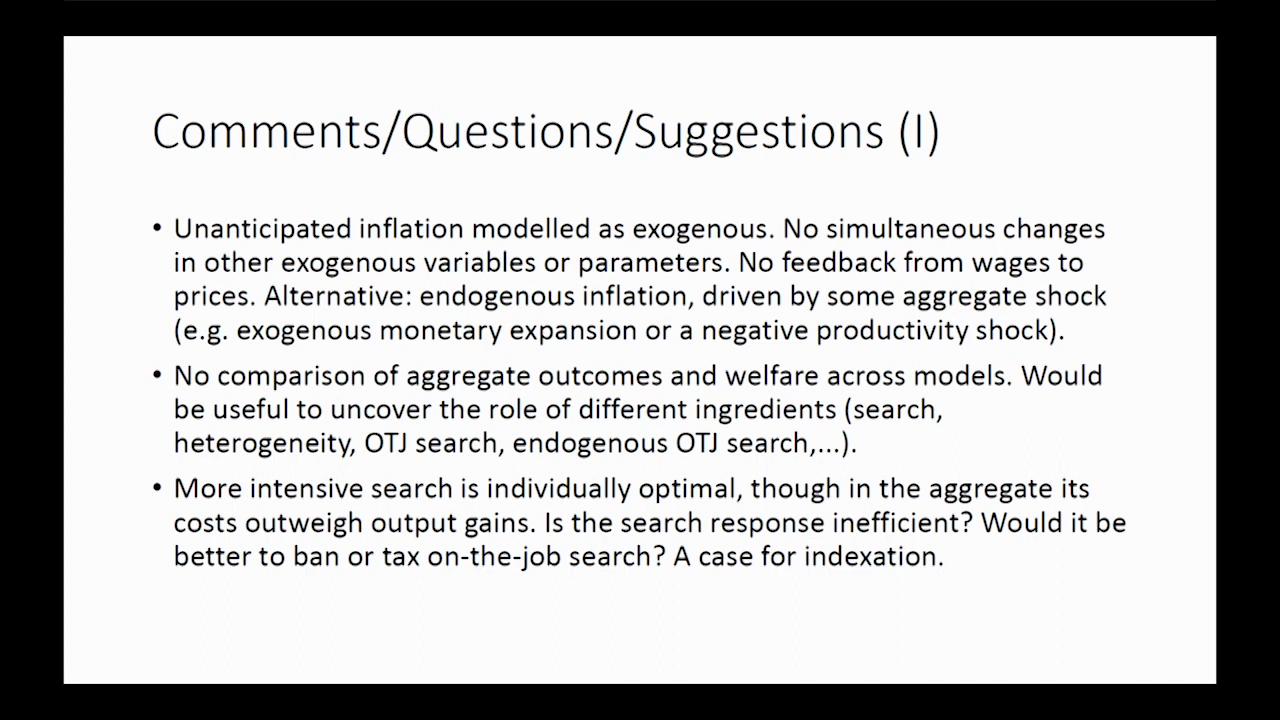 Comments/Questions/Suggestions (I)
• Unanticipated inflation modelled as exogenous. No simultaneous changes
in other exogenous variables or parameters. No feedback from wages to
prices. Alternative: endogenous inflation, driven by some aggregate shock
(e.g. exogenous monetary expansion or a negative productivity shock).
• No comparison of aggregate outcomes and welfare across models. Would
be useful to uncover the role of different ingredients (search,
heterogeneity, OTJ search, endogenous OTJ search,...).
• More intensive search is individually optimal, though in the aggregate its
costs outweigh output gains. Is the search response inefficient? Would it be
better to ban or tax on-the-job search? A case for indexation.